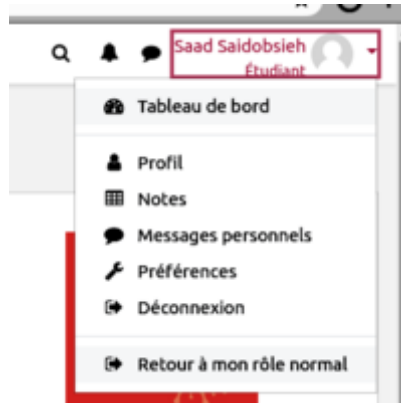 Saad Saidobsieh
Étudiant
Tableau de bord
Profil
Notes
Messages personnels
Préférences
Déconnexion
Retour à mon rôle normal